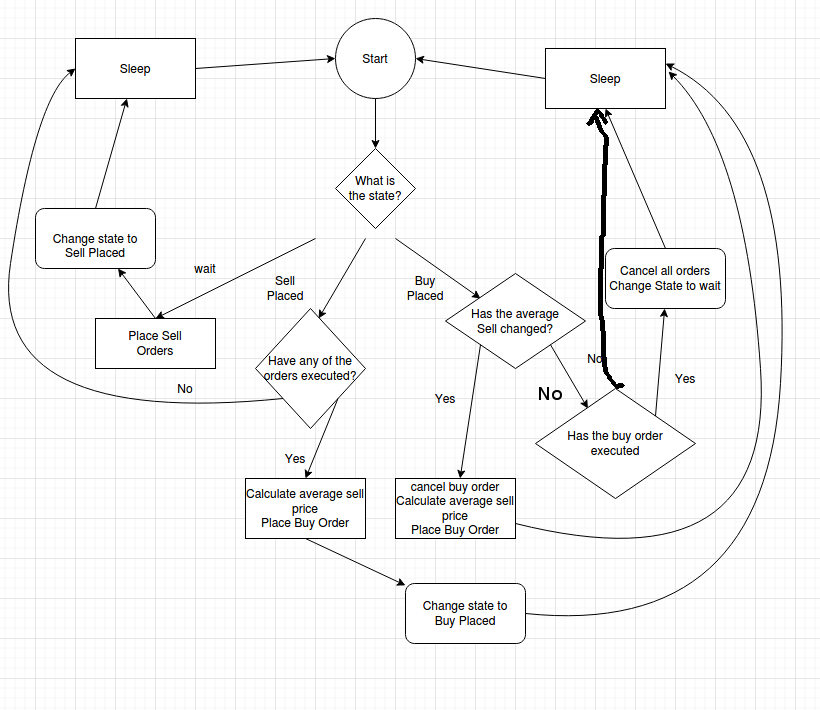 Sleep
Start
Sleep
What is
the state?
Change state to
Sell Placed
wait
Sell
Placed
Buy
Placed
Cancel all orders
Change State to wait
Place Sell
Orders
Has the average
Sell changed?
Have any of the
orders executed?
No
No
Yes
No
Yes
Has the buy order
executed
Yes
Calculate average sell
price
Place Buy Order
cancel buy order
Calculate average sell
price
Place Buy Order
Change state to
Buy Placed